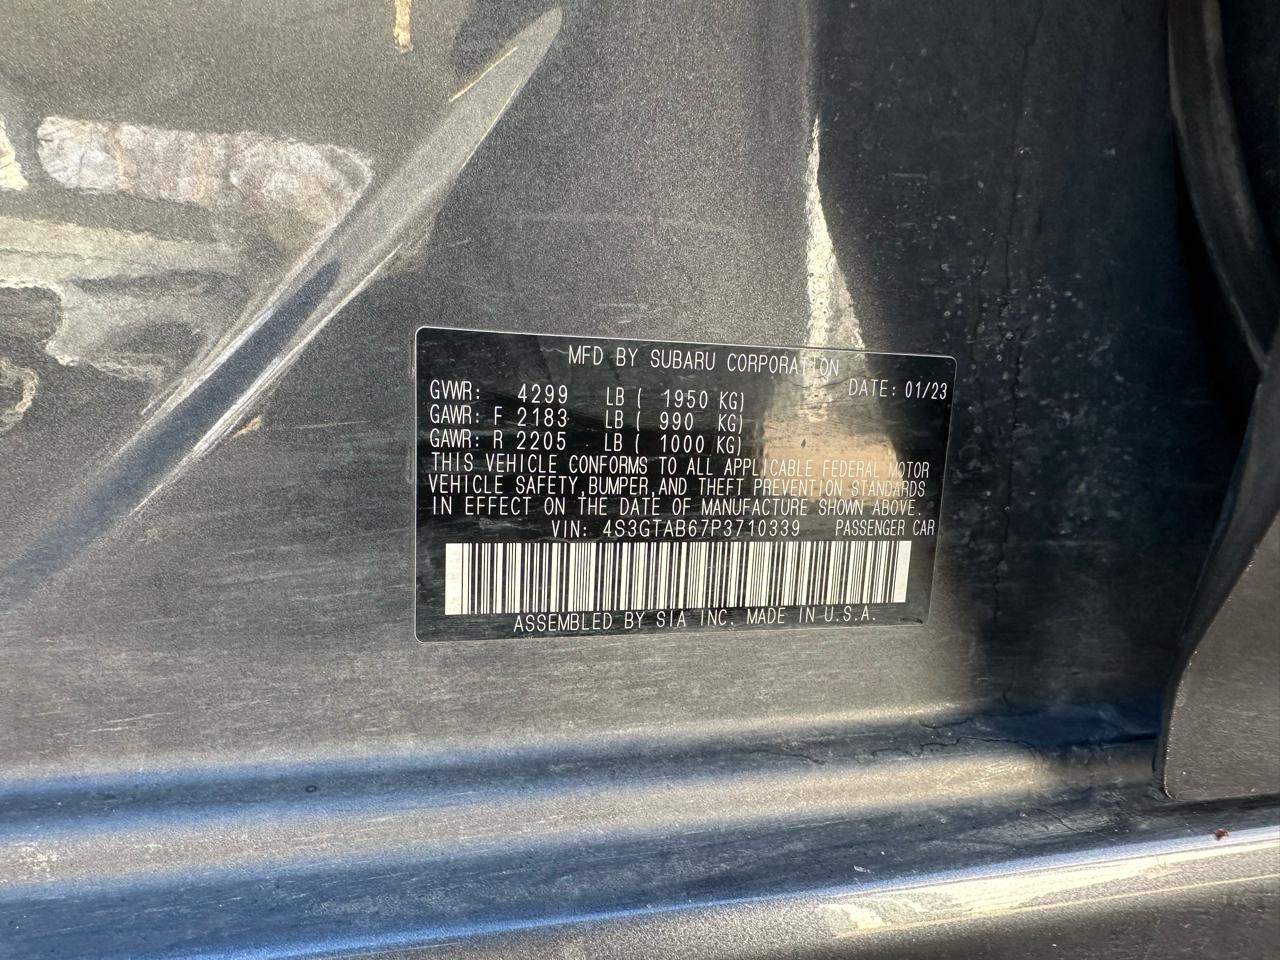 MFD BY SUBARU CORPORATION
GVWR: 4299 LB ( 1950 KG) DATE: 01/23
GAWR: F 2183 LB ( 990 KG)
GAWR: R 2205 LB ( 1000 KG)
THIS VEHICLE CONFORMS TO ALL APPLICABLE FEDERAL MOTOR
VEHICLE SAFETY,BUMPER,AND THEFT PREVENTION STANDARDS
IN EFFECT ON THE DATE OF MANUFACTURE SHOWN ABOVE.
VIN: 4S3GTAB67P3710339 PASSENGER CAR
ASSEMBLED BY SIA INC. MADE IN U.S.A.